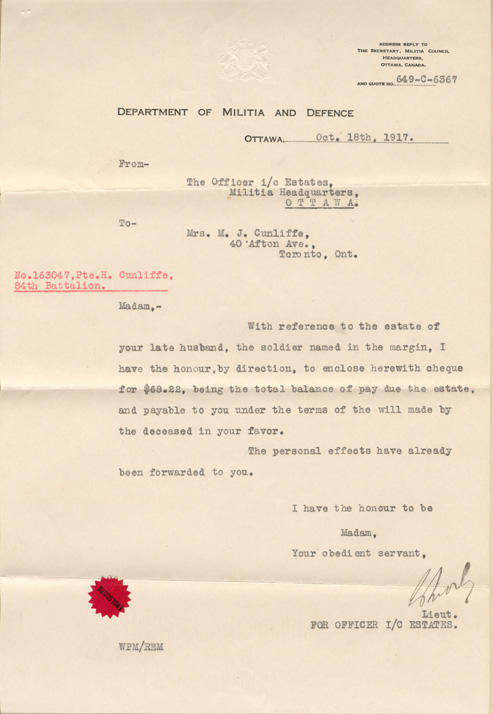 ADDRESS REPLY TO
THE SECRETARY, MILITIA COUNCIL,
HEADQUARTERS,
OTTAWA, CANADA.
AND QUOTE NO. 649-C-6367
DEPARTMENT OF MILITIA AND DEFENCE
OTTAWA, Oct. 18th, 1917.
From-
The Officer i/c Estates,
Militia Headquarters,
O T T A W A.
To-
Mrs. M. J. Cunliffe,
40 Afton Ave.,
Toronto, Ont.
No.163047,Pte.H. Cunliffe,
84th Battalion.
Madam,-
With reference to the estate of
your late husband, the soldier named in the margin, I
have the honour,by direction, to enclose herewith cheque
for $68.22, being the total balance of pay due the estate,
and payable to you under the terms of the will made by
the deceased in your favor.
The personal effects have already
been forwarded to you.
I have the honour to be
Madam,
Your obedient servant,
Lieut.
FOR OFFICER I/C ESTATES.
WPM/REM